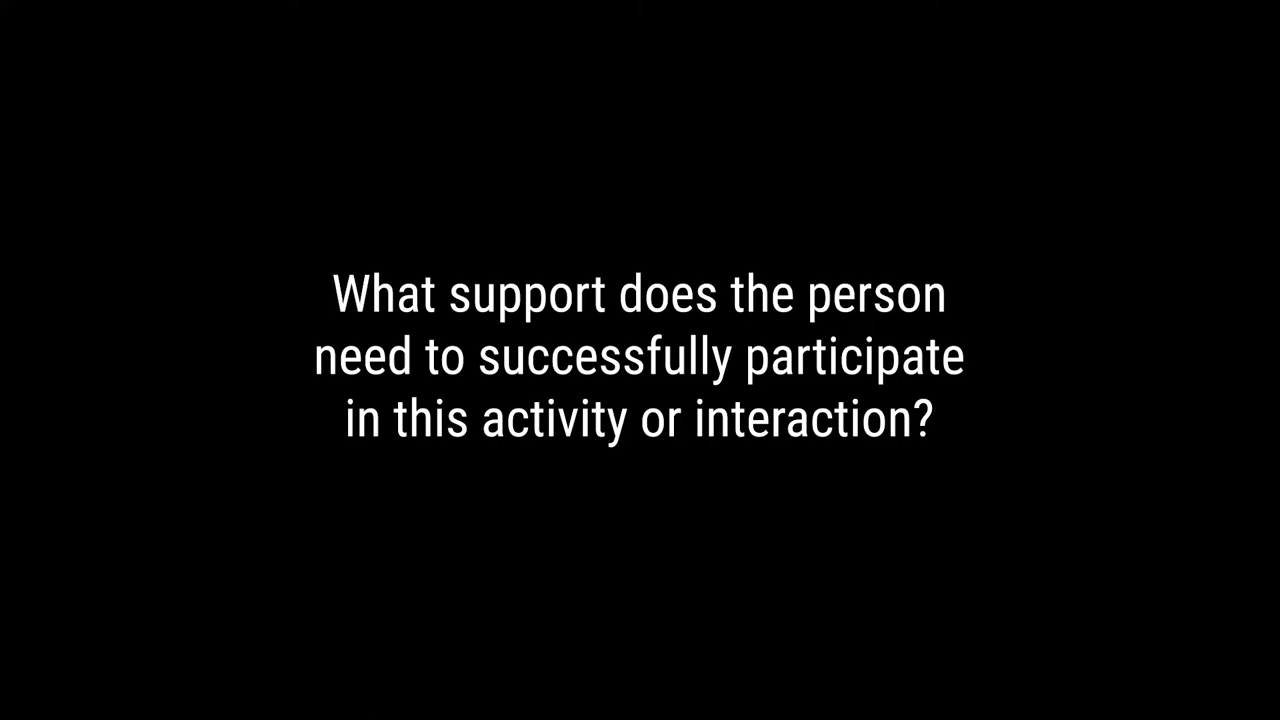 What support does the person
need to successfully participate
in this activity or interaction?